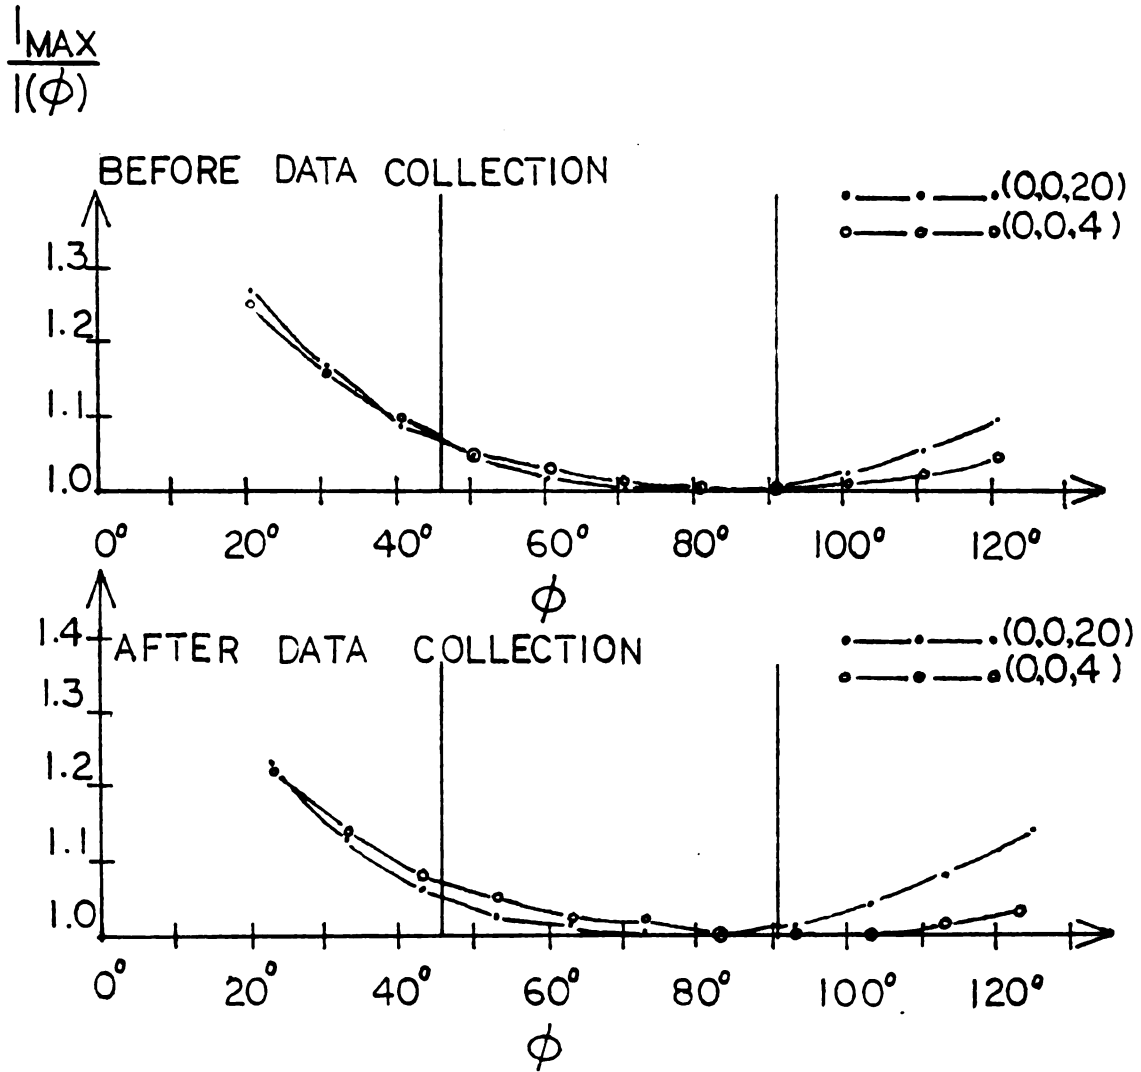 I_MAX
I(ϕ)
BEFORE DATA COLLECTION
(0,0,20)
(0,0,4)
1.3
1.2
1.1
1.0
0° 20° 40° 60° 80° 100° 120°
ϕ
1.4
AFTER DATA COLLECTION
(0,0,20)
(0,0,4)
1.3
1.2
1.1
1.0
0° 20° 40° 60° 80° 100° 120°
ϕ